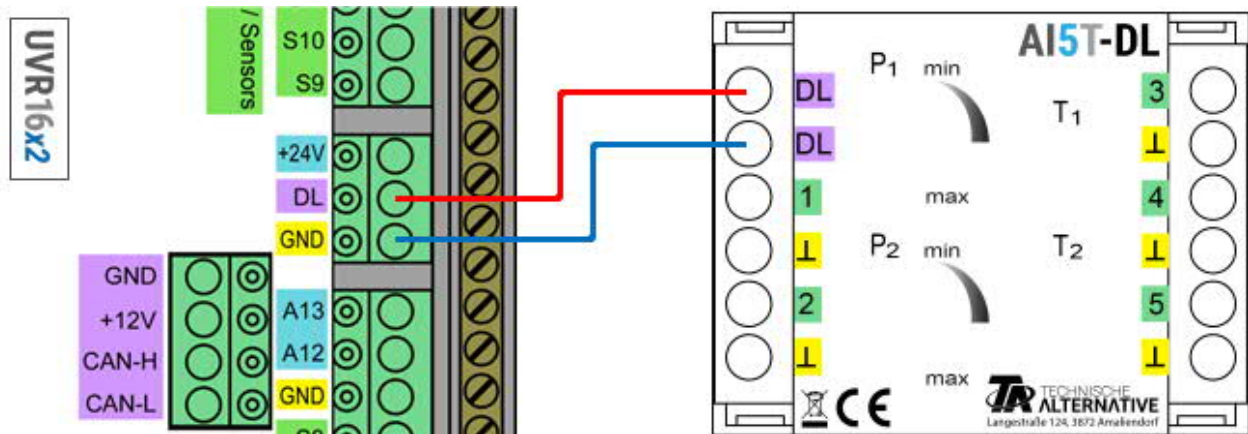 UVR16x2
/ Sensors
S10
S9
+24V
DL
GND
GND
+12V
CAN-H
CAN-L
A13
A12
GND
S8
AI5T-DL
DL
DL
1
⊥
2
⊥
P1
min
max
P2
min
max
T1
T2
3
⊥
4
⊥
5
⊥
CE
TA
TECHNISCHE
ALTERNATIVE
Langestraße 124, 3872 Amaliendorf